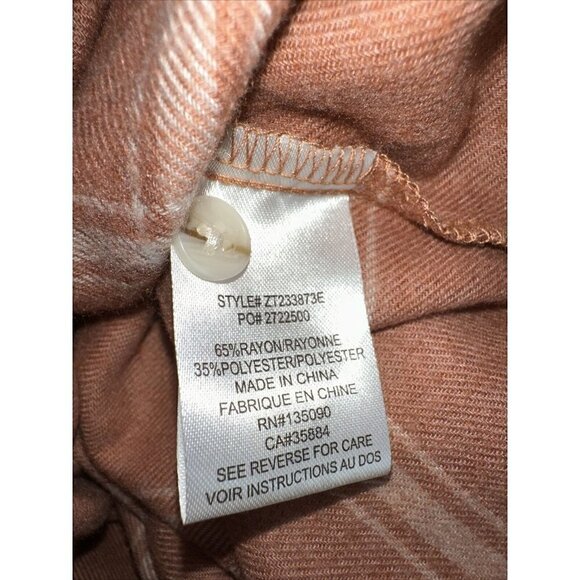 STYLE# ZT233873E
PO# 2722500
65%RAYON/RAYONNE
35%POLYESTER/POLYESTER
MADE IN CHINA
FABRIQUE EN CHINE
RN#135090
CA#35884
SEE REVERSE FOR CARE
VOIR INSTRUCTIONS AU DOS